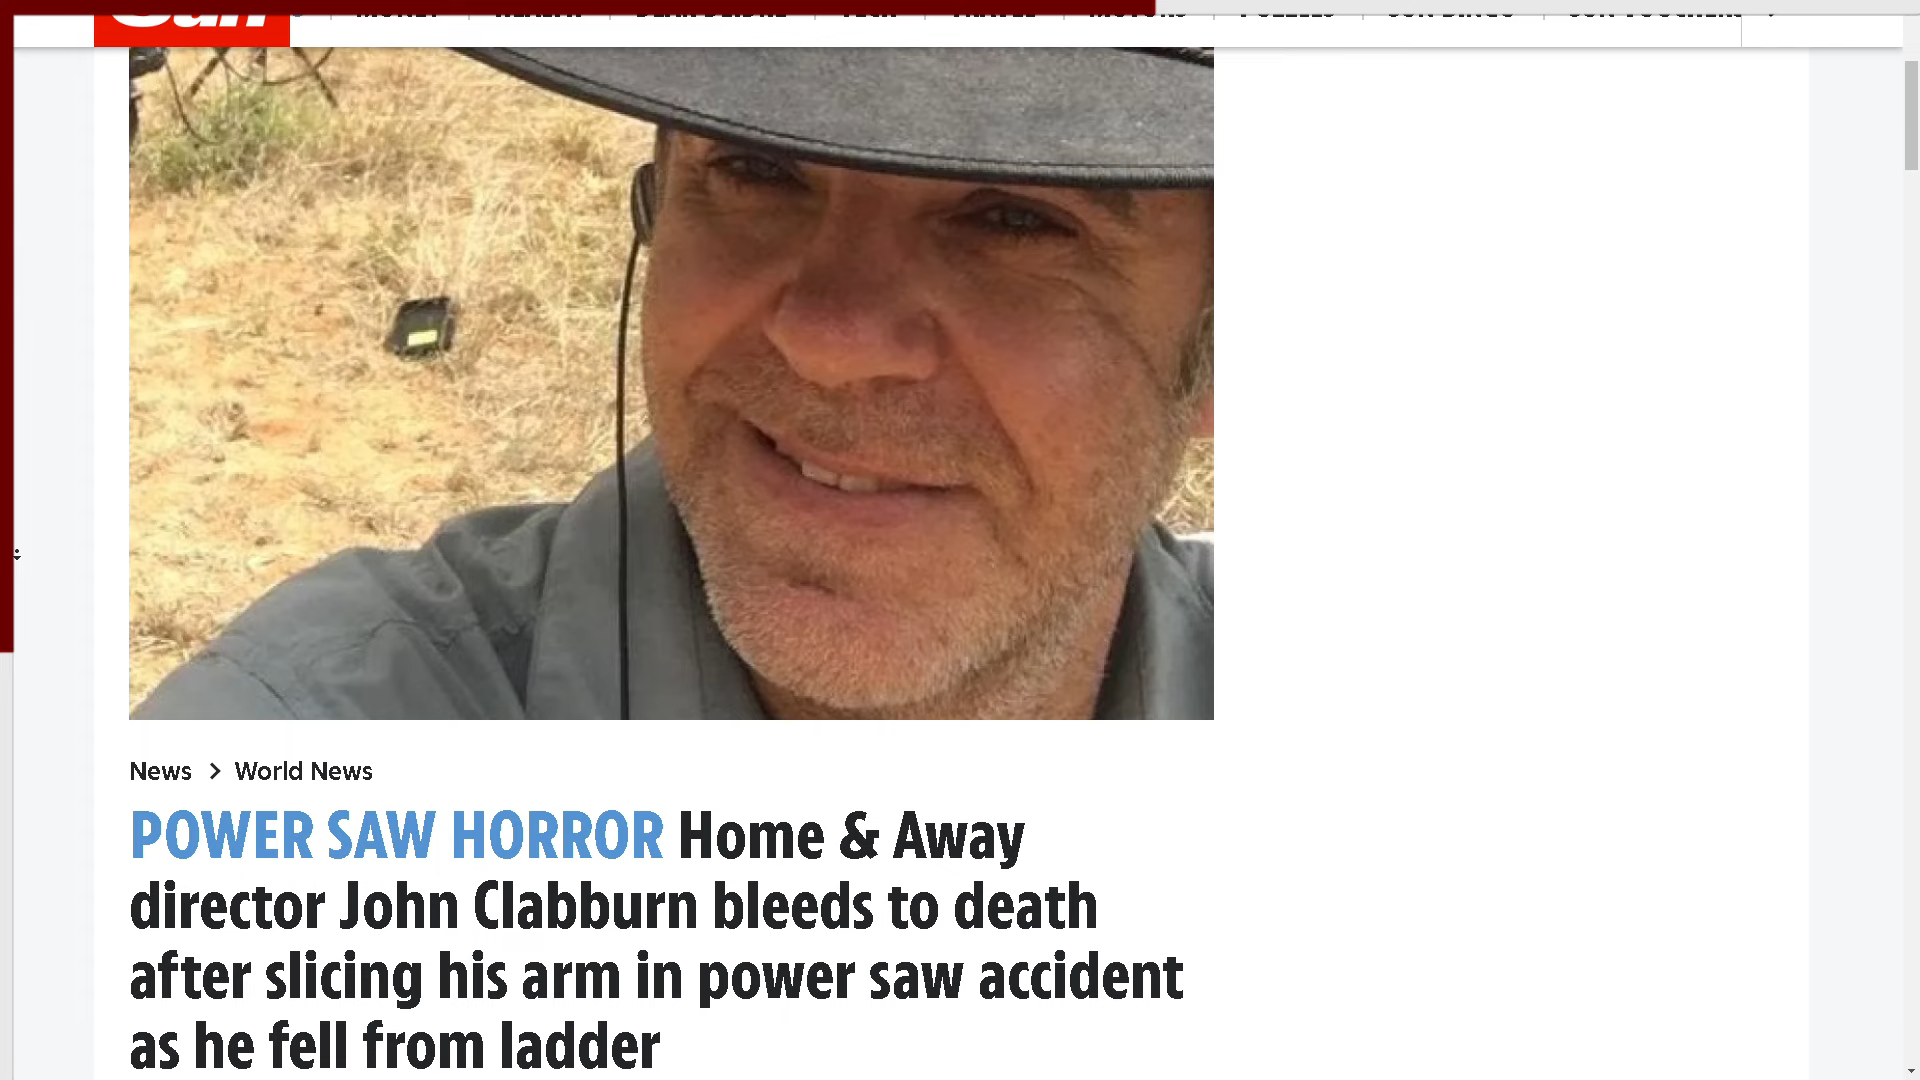 News > World News
POWER SAW HORROR Home & Away
director John Clabburn bleeds to death
after slicing his arm in power saw accident
as he fell from ladder